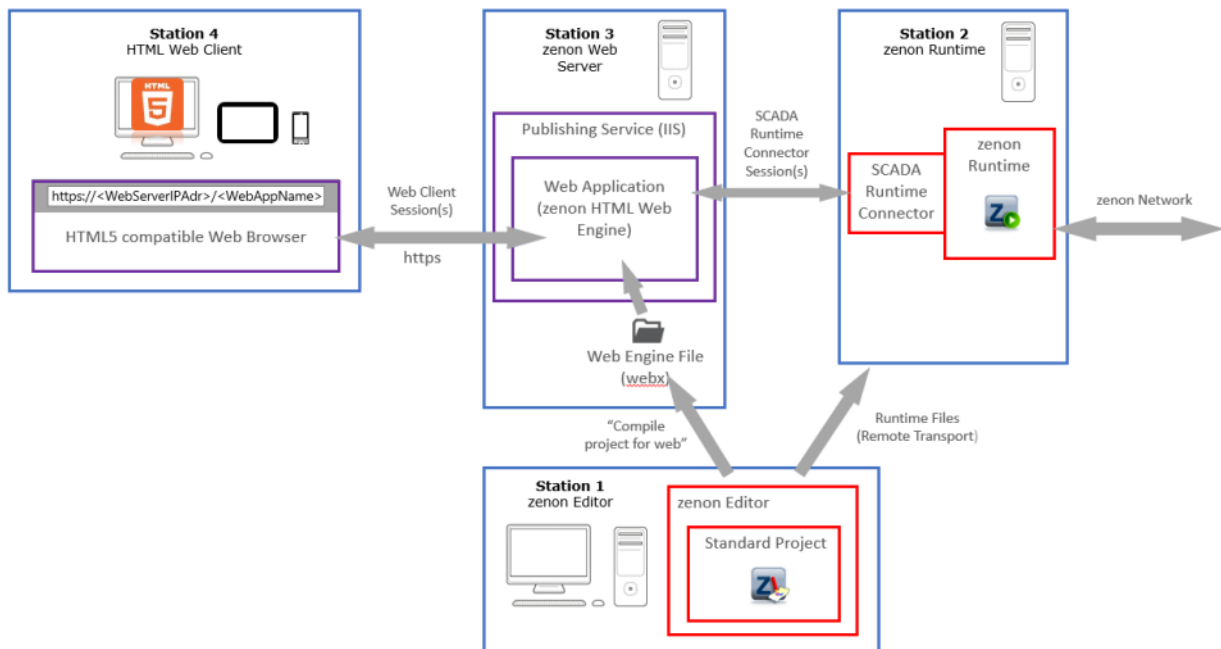 Station 4
HTML Web Client
HTML
5
https://<WebServerIPAdr>/<WebAppName>
HTML5 compatible Web Browser
Web Client
Session(s)
https
Station 3
zenon Web
Server
Publishing Service (IIS)
Web Application
(zenon HTML Web
Engine)
Web Engine File
(webx)
SCADA
Runtime
Connector
Session(s)
Station 2
zenon Runtime
SCADA
Runtime
Connector
zenon
Runtime
Z
zenon Network
"Compile
project for web"
Runtime Files
(Remote Transport)
Station 1
zenon Editor
zenon Editor
Standard Project
Z